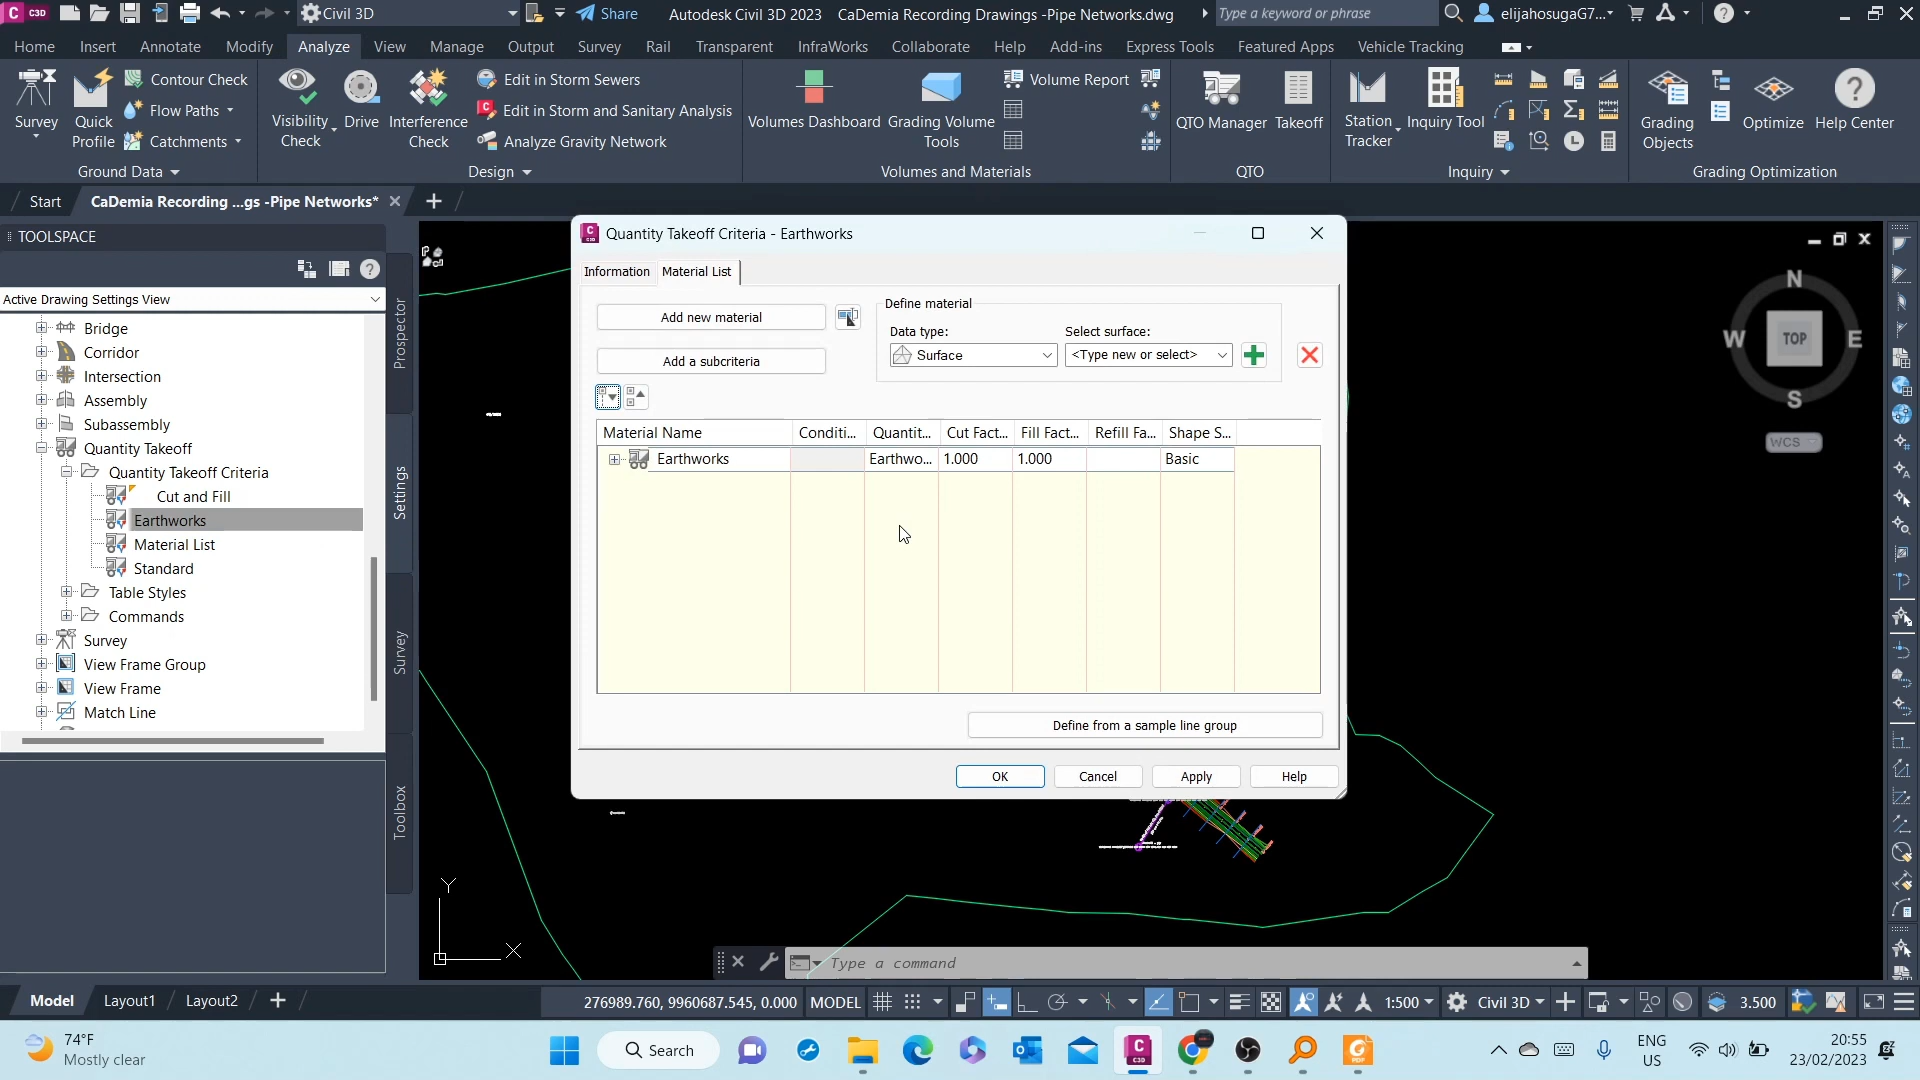 C3D Civil 3D Share Autodesk Civil 3D 2023 CaDemia Recording Drawings -Pipe Networks.dwg Type a keyword or phrase elijahosugaG7...
Home Insert Annotate Modify Analyze View Manage Output Survey Rail Transparent InfraWorks Collaborate Help Add-ins Express Tools Featured Apps Vehicle Tracking
Survey
Quick
Profile
Contour Check
Flow Paths
Catchments
Ground Data
Visibility
Check
Drive
Interference
Check
Edit in Storm Sewers
Edit in Storm and Sanitary Analysis
Analyze Gravity Network
Design
Volumes Dashboard
Grading Volume
Tools
Volume Report
Volumes and Materials
QTO Manager
Takeoff
QTO
Station
Tracker
Inquiry Tool
Inquiry
Grading
Objects
Optimize
Help Center
Grading Optimization
Start
CaDemia Recording ...gs -Pipe Networks*
TOOLSPACE
Active Drawing Settings View
Bridge
Corridor
Intersection
Assembly
Subassembly
Quantity Takeoff
Quantity Takeoff Criteria
Cut and Fill
Earthworks
Material List
Standard
Table Styles
Commands
Survey
View Frame Group
View Frame
Match Line
Prospector
Settings
Survey
Toolbox
Quantity Takeoff Criteria - Earthworks
Information Material List
Add new material
Add a subcriteria
Define material
Data type:
Select surface:
Surface
<Type new or select>
Material Name Conditi... Quantit... Cut Fact... Fill Fact... Refill Fa... Shape S...
Earthworks Earthwo... 1.000 1.000 Basic
Define from a sample line group
OK Cancel Apply Help
N
W TOP E
S
WCS
Y
X
Type a command
Model Layout1 Layout2 276989.760, 9960687.545, 0.000 MODEL 1:500 Civil 3D 3.500
74°F
Mostly clear
Search
ENG
US
20:55
23/02/2023